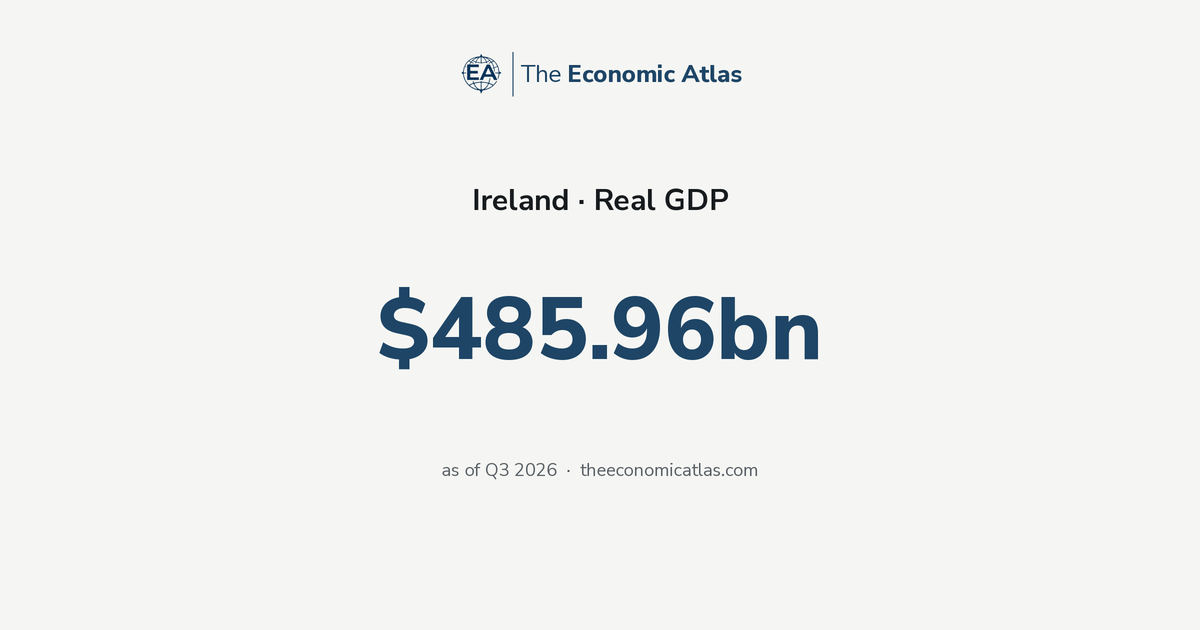 EA The Economic Atlas
Ireland · Real GDP
$485.96bn
as of Q3 2026 · theeconomicatlas.com